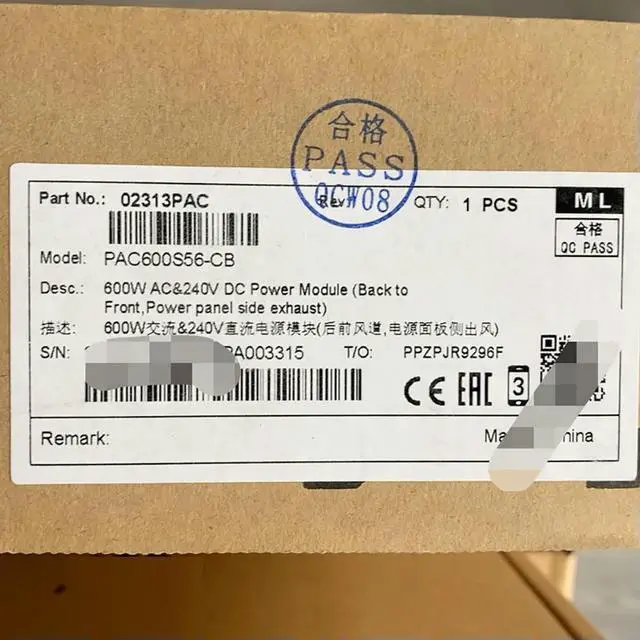 合格
PASS
QCW08
Part No.: 02313PAC
Rev.
QTY: 1 PCS
ML
合格
QC PASS
Model: PAC600S56-CB
Desc.: 600W AC&240V DC Power Module (Back to
Front,Power panel side exhaust)
描述: 600W交流&240V直流电源模块(后前风道,电源面板侧出风)
S/N: PA003315 T/O: PPZPJR9296F
CE EAC 3
Remark: